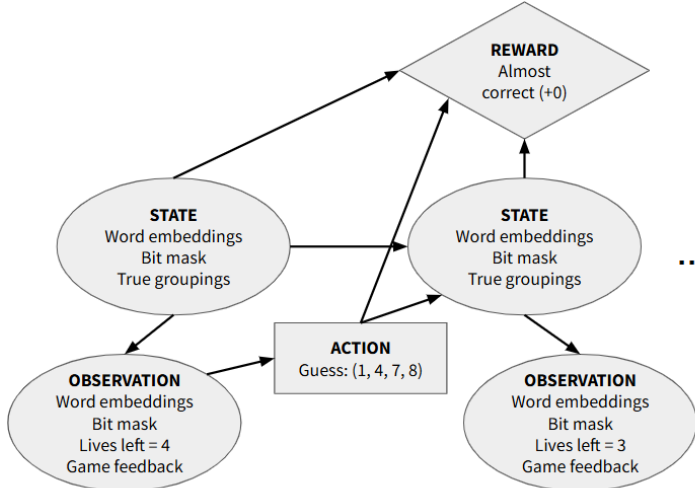 REWARD
Almost
correct (+0)
STATE
Word embeddings
Bit mask
True groupings
STATE
Word embeddings
Bit mask
True groupings
...
ACTION
Guess: (1, 4, 7, 8)
OBSERVATION
Word embeddings
Bit mask
Lives left = 4
Game feedback
OBSERVATION
Word embeddings
Bit mask
Lives left = 3
Game feedback